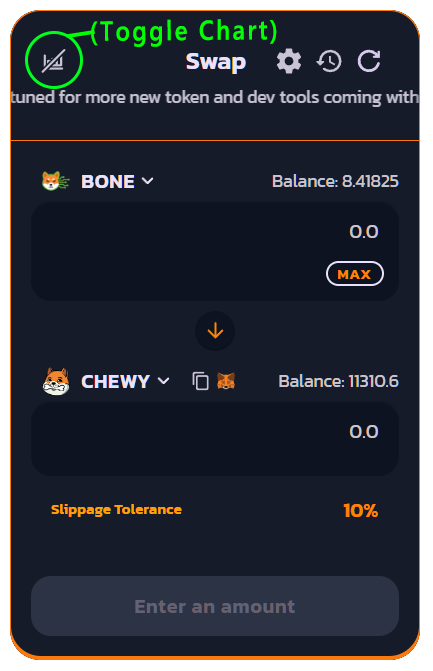 (Toggle Chart)
Swap
tuned for more new token and dev tools coming with
BONE
Balance: 8.41825
0.0
MAX
CHEWY
Balance: 11310.6
0.0
Slippage Tolerance
10%
Enter an amount